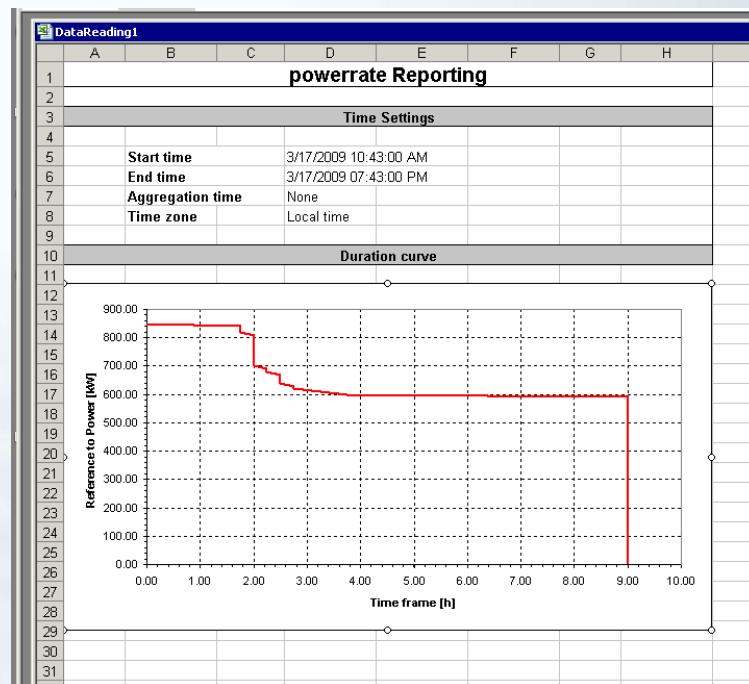 DataReading1
A B C D E F G H
1 powerrate Reporting
2
3 Time Settings
4
5 Start time 3/17/2009 10:43:00 AM
6 End time 3/17/2009 07:43:00 PM
7 Aggregation time None
8 Time zone Local time
9
10 Duration curve
11
12
13
14
15
16
17
18
19
20
21
22
23
24
25
26
27
28
29
30
31
900.00
800.00
700.00
600.00
500.00
400.00
300.00
200.00
100.00
0.00
Reference to Power [kW]
0.00 1.00 2.00 3.00 4.00 5.00 6.00 7.00 8.00 9.00 10.00
Time frame [h]